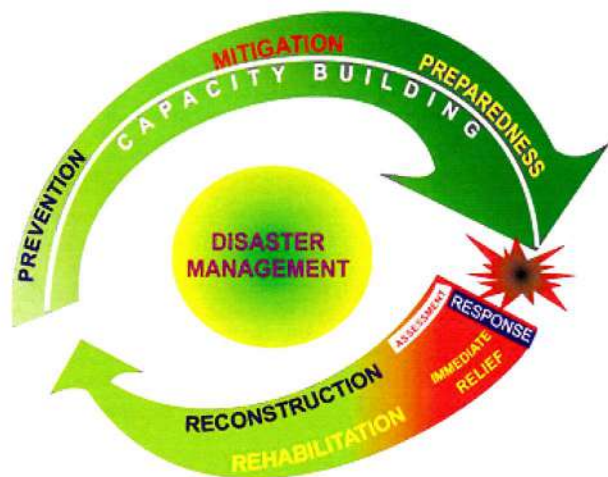 PREVENTION
MITIGATION
PREPAREDNESS
CAPACITY BUILDING
DISASTER
MANAGEMENT
ASSESSMENT
RESPONSE
IMMEDIATE
RELIEF
RECONSTRUCTION
REHABILITATION